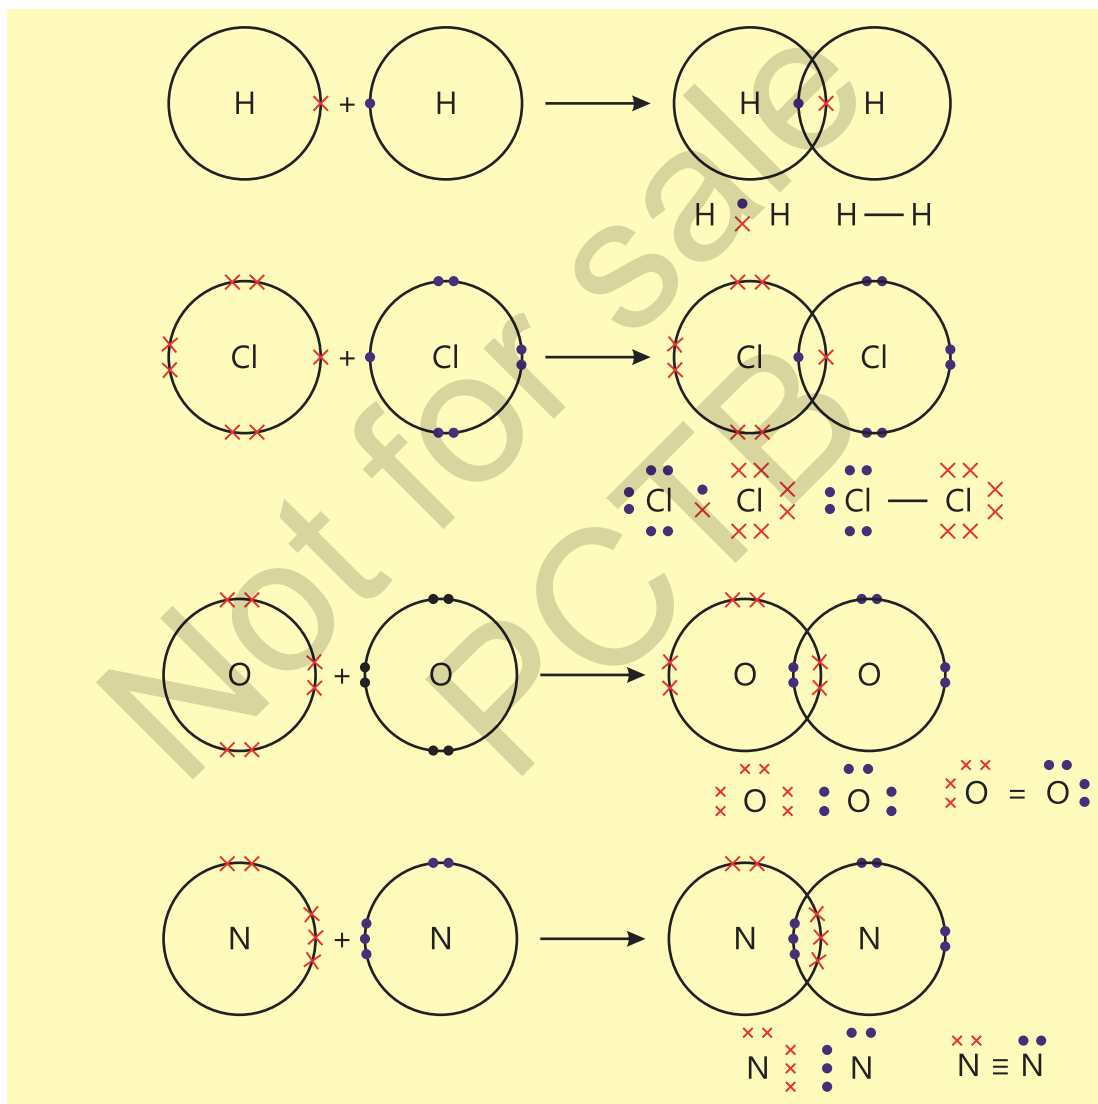 H + H H H
H H H — H
Cl + Cl Cl Cl
Cl Cl Cl — Cl
O + O O O
O O O = O
N + N N N
N N N ≡ N
Not for sale
PCTB